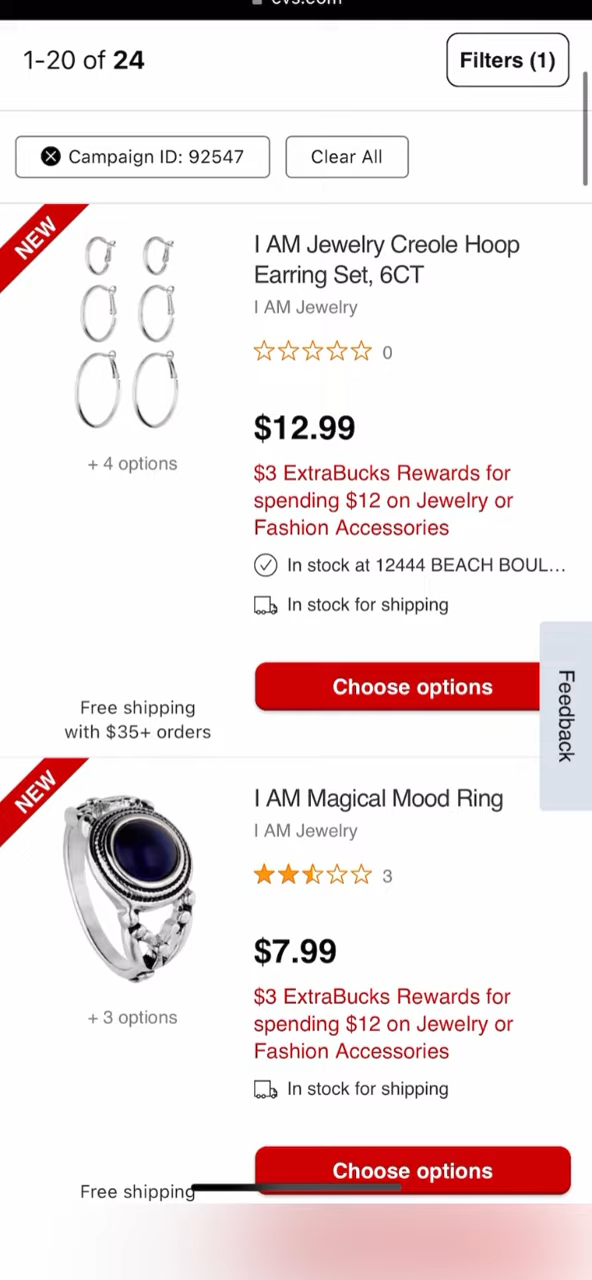 cvs.com
1-20 of 24
Filters (1)
Campaign ID: 92547
Clear All
NEW
I AM Jewelry Creole Hoop
Earring Set, 6CT
I AM Jewelry
0
$12.99
+ 4 options
$3 ExtraBucks Rewards for
spending $12 on Jewelry or
Fashion Accessories
In stock at 12444 BEACH BOUL...
In stock for shipping
Choose options
Feedback
Free shipping
with $35+ orders
NEW
I AM Magical Mood Ring
I AM Jewelry
3
$7.99
+ 3 options
$3 ExtraBucks Rewards for
spending $12 on Jewelry or
Fashion Accessories
In stock for shipping
Choose options
Free shipping